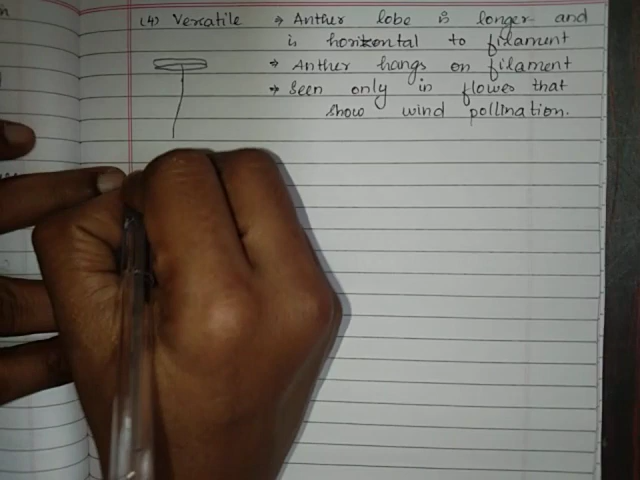 (4) Versatile → Anther lobe is longer and
is horizontal to filament
→ Anther hangs on filament
→ Seen only in flowes that
show wind pollination.